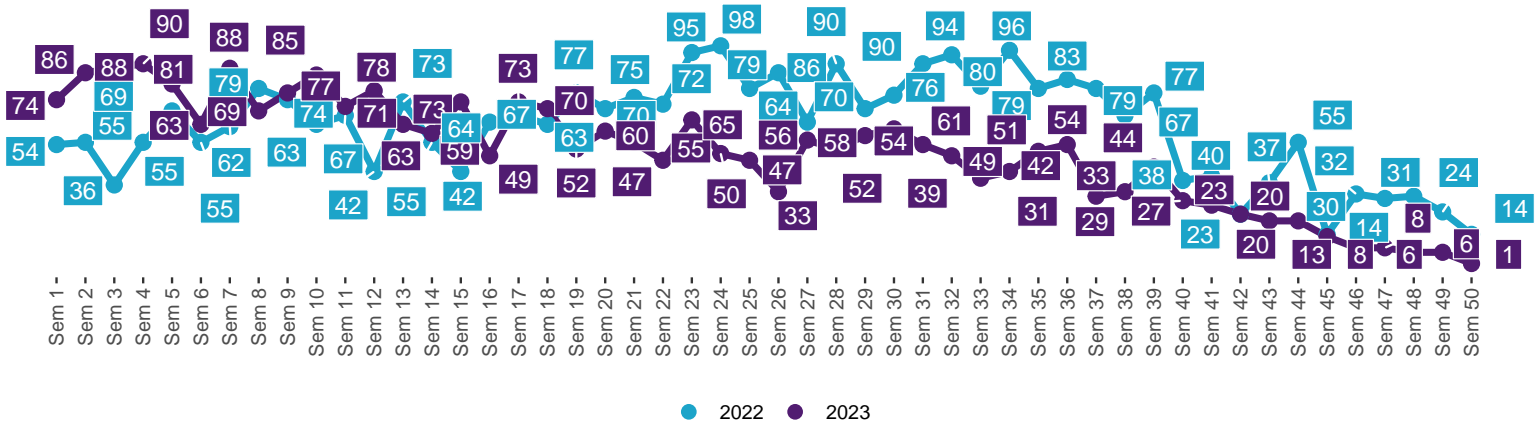 90 95 98 90 94 96
88 85 77 90
86 88 81 78 73 73 75 79 72 86 80 83 77
79 77 76
74 69 69 74 71 73 67 70 70 64 70 79 79
55 63 64 63 60 65 56 61 51 54 44 67 55
54 62 63 67 63 59 55 58 54 49 40 37 32
55 42 47 42 33 38 31 24
36 49 52 47 50 52 39 23 20
55 42 55 33 31 29 27 30 8 14
23 20 14 6
13 8 6 1
Sem 1
Sem 2
Sem 3
Sem 4
Sem 5
Sem 6
Sem 7
Sem 8
Sem 9
Sem 10
Sem 11
Sem 12
Sem 13
Sem 14
Sem 15
Sem 16
Sem 17
Sem 18
Sem 19
Sem 20
Sem 21
Sem 22
Sem 23
Sem 24
Sem 25
Sem 26
Sem 27
Sem 28
Sem 29
Sem 30
Sem 31
Sem 32
Sem 33
Sem 34
Sem 35
Sem 36
Sem 37
Sem 38
Sem 39
Sem 40
Sem 41
Sem 42
Sem 43
Sem 44
Sem 45
Sem 46
Sem 47
Sem 48
Sem 49
Sem 50
2022 2023